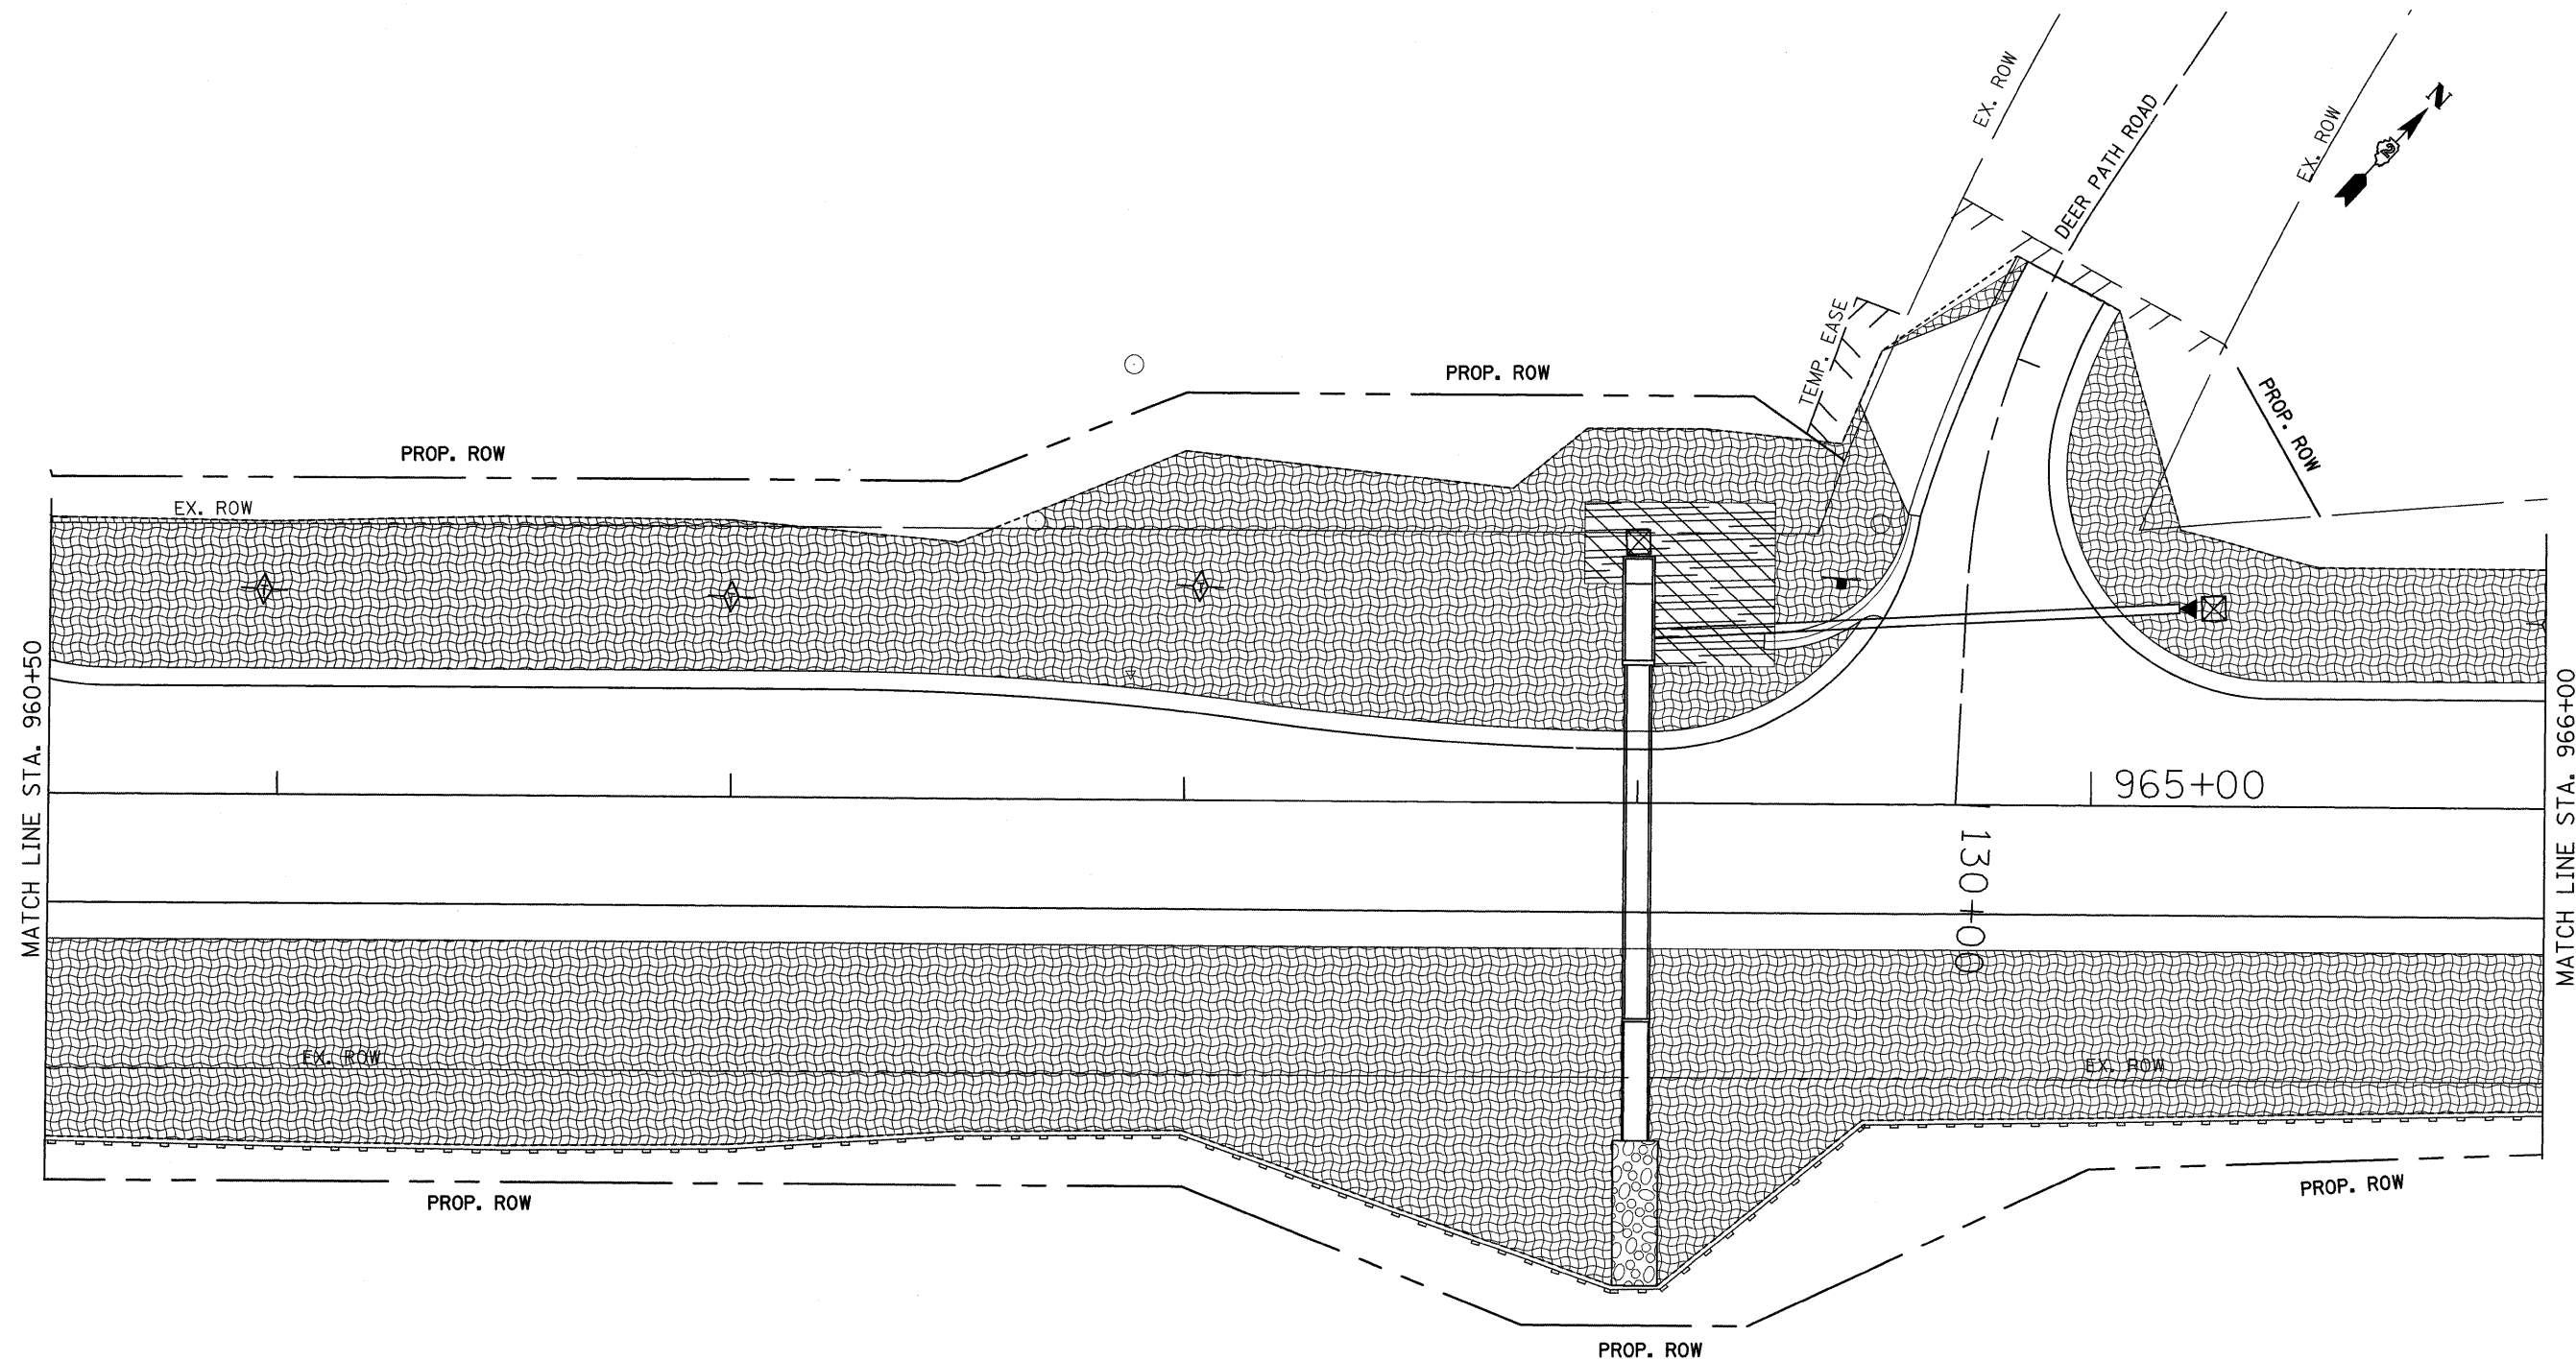 EX. ROW
DEER PATH ROAD
EX. ROW
N
TEMP. EASE
PROP. ROW
PROP. ROW
PROP. ROW
EX. ROW
T
T
T
MATCH LINE STA. 960+50
965+00
MATCH LINE STA. 966+00
130+00
EX. ROW
EX. ROW
PROP. ROW
PROP. ROW
PROP. ROW